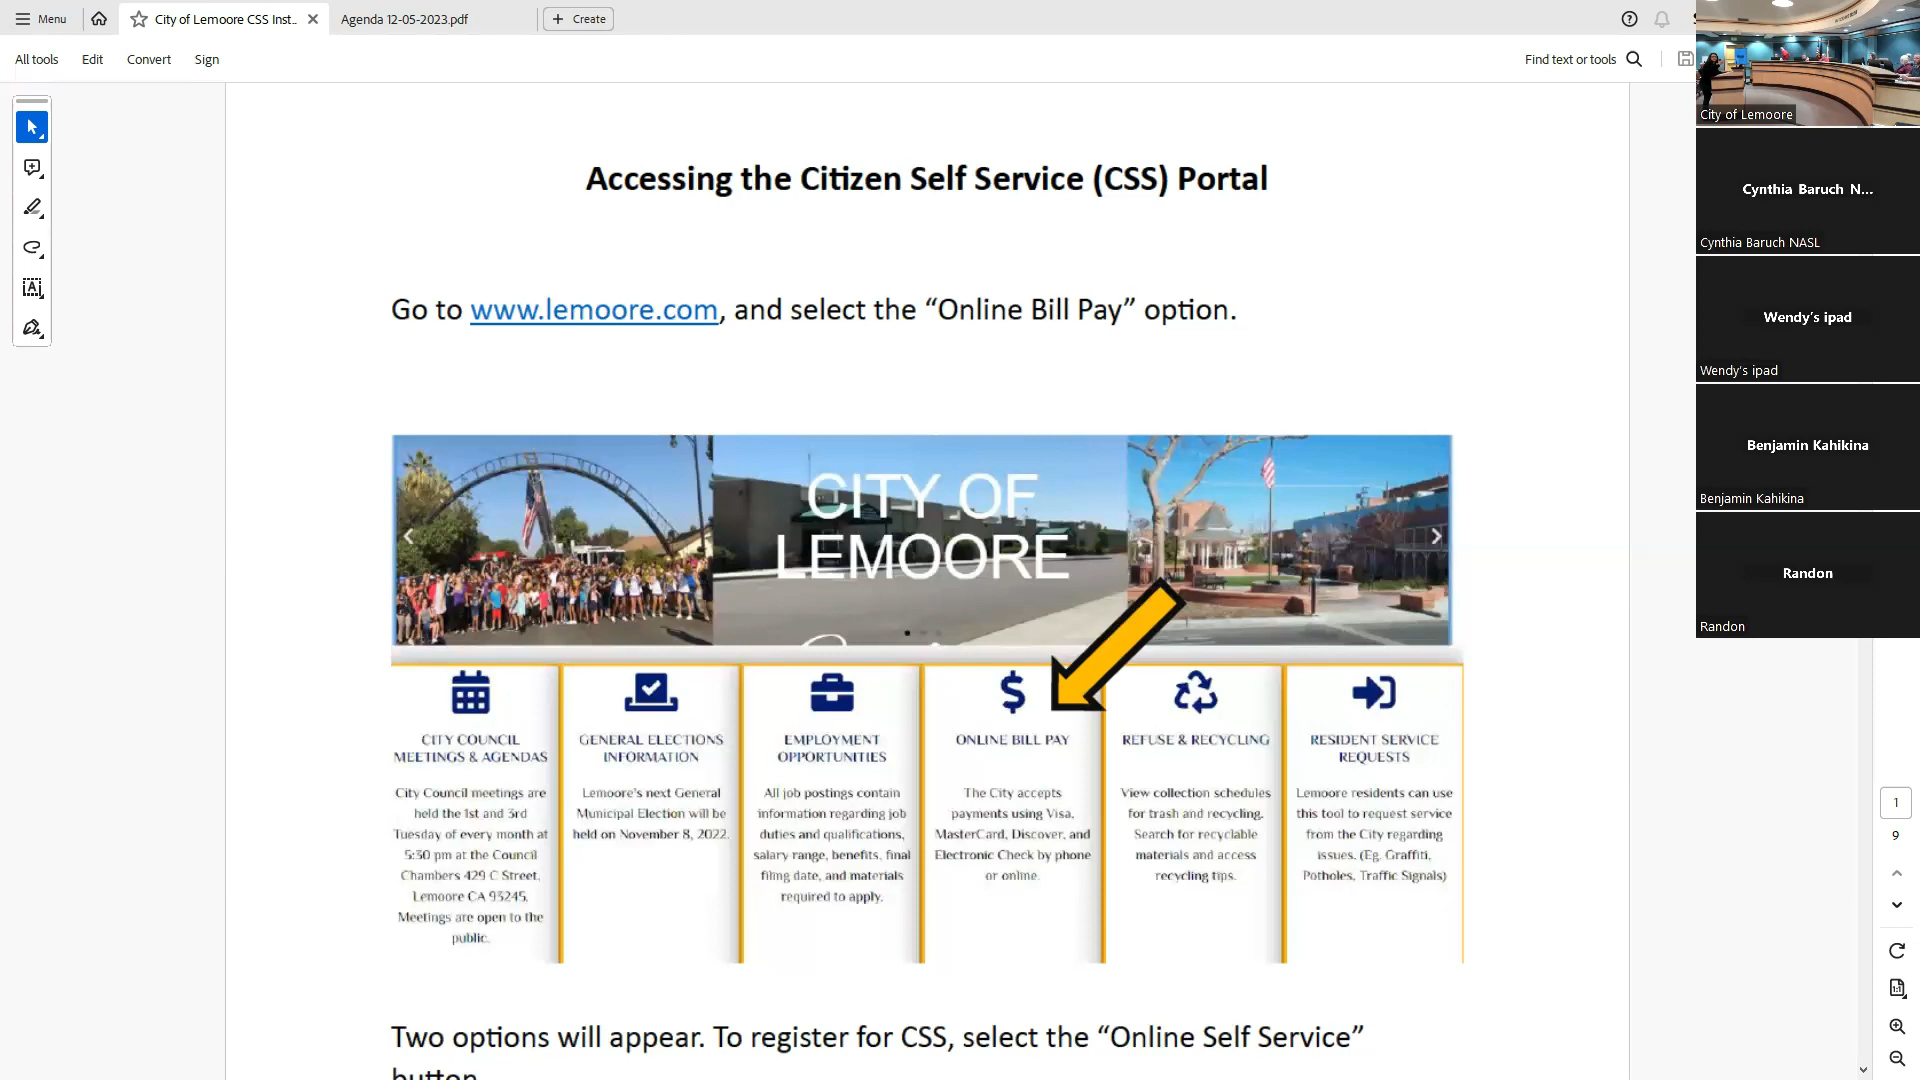 Menu
City of Lemoore CSS Inst..
Agenda 12-05-2023.pdf
Create
All tools
Edit
Convert
Sign
Find text or tools
Accessing the Citizen Self Service (CSS) Portal
Go to www.lemoore.com, and select the “Online Bill Pay” option.
CITY OF
LEMOORE
CITY COUNCIL
MEETINGS & AGENDAS
City Council meetings are
held the 1st and 3rd
Tuesday of every month at
5:30 pm at the Council
Chambers 429 C Street,
Lemoore CA 93245.
Meetings are open to the
public.
GENERAL ELECTIONS
INFORMATION
Lemoore's next General
Municipal Election will be
held on November 8, 2022.
EMPLOYMENT
OPPORTUNITIES
All job postings contain
information regarding job
duties and qualifications,
salary range, benefits, final
filing date, and materials
required to apply.
ONLINE BILL PAY
The City accepts
payments using Visa,
MasterCard, Discover, and
Electronic Check by phone
or online.
REFUSE & RECYCLING
View collection schedules
for trash and recycling.
Search for recyclable
materials and access
recycling tips.
RESIDENT SERVICE
REQUESTS
Lemoore residents can use
this tool to request service
from the City regarding
issues. (Eg. Graffiti,
Potholes, Traffic Signals)
Two options will appear. To register for CSS, select the “Online Self Service”
button
City of Lemoore
Cynthia Baruch N...
Cynthia Baruch NASL
Wendy's ipad
Wendy's ipad
Benjamin Kahikina
Benjamin Kahikina
Randon
Randon
1
9